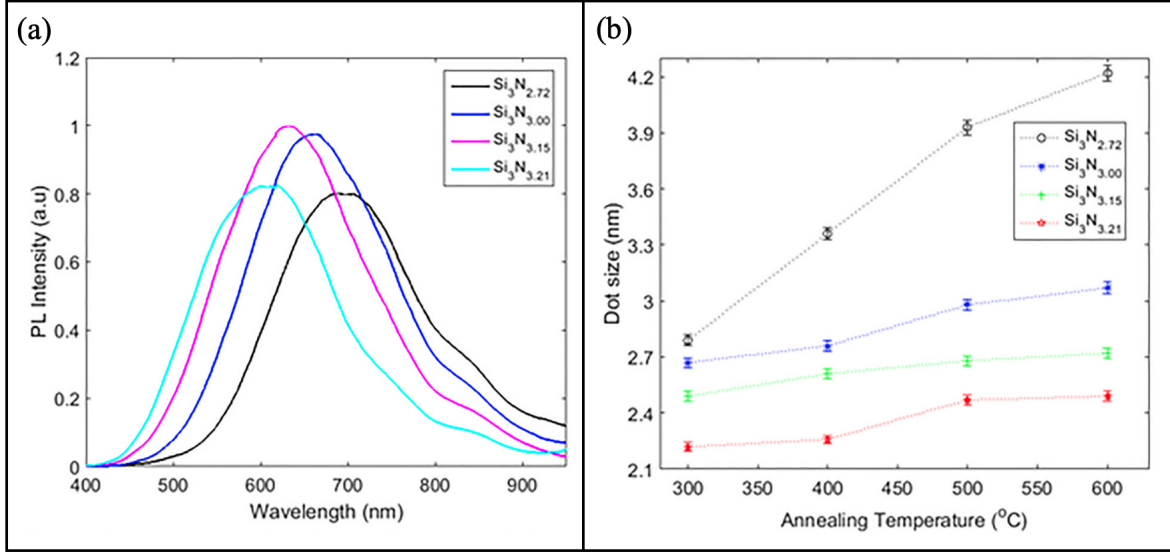 (a)
1.2
1
0.8
0.6
0.4
0.2
0
PL Intensity (a.u)
400 500 600 700 800 900
Wavelength (nm)
Si3N2.72
Si3N3.00
Si3N3.15
Si3N3.21
(b)
4.2
3.9
3.6
3.3
3
2.7
2.4
2.1
Dot size (nm)
300 350 400 450 500 550 600
Annealing Temperature (°C)
Si3N2.72
Si3N3.00
Si3N3.15
Si3N3.21